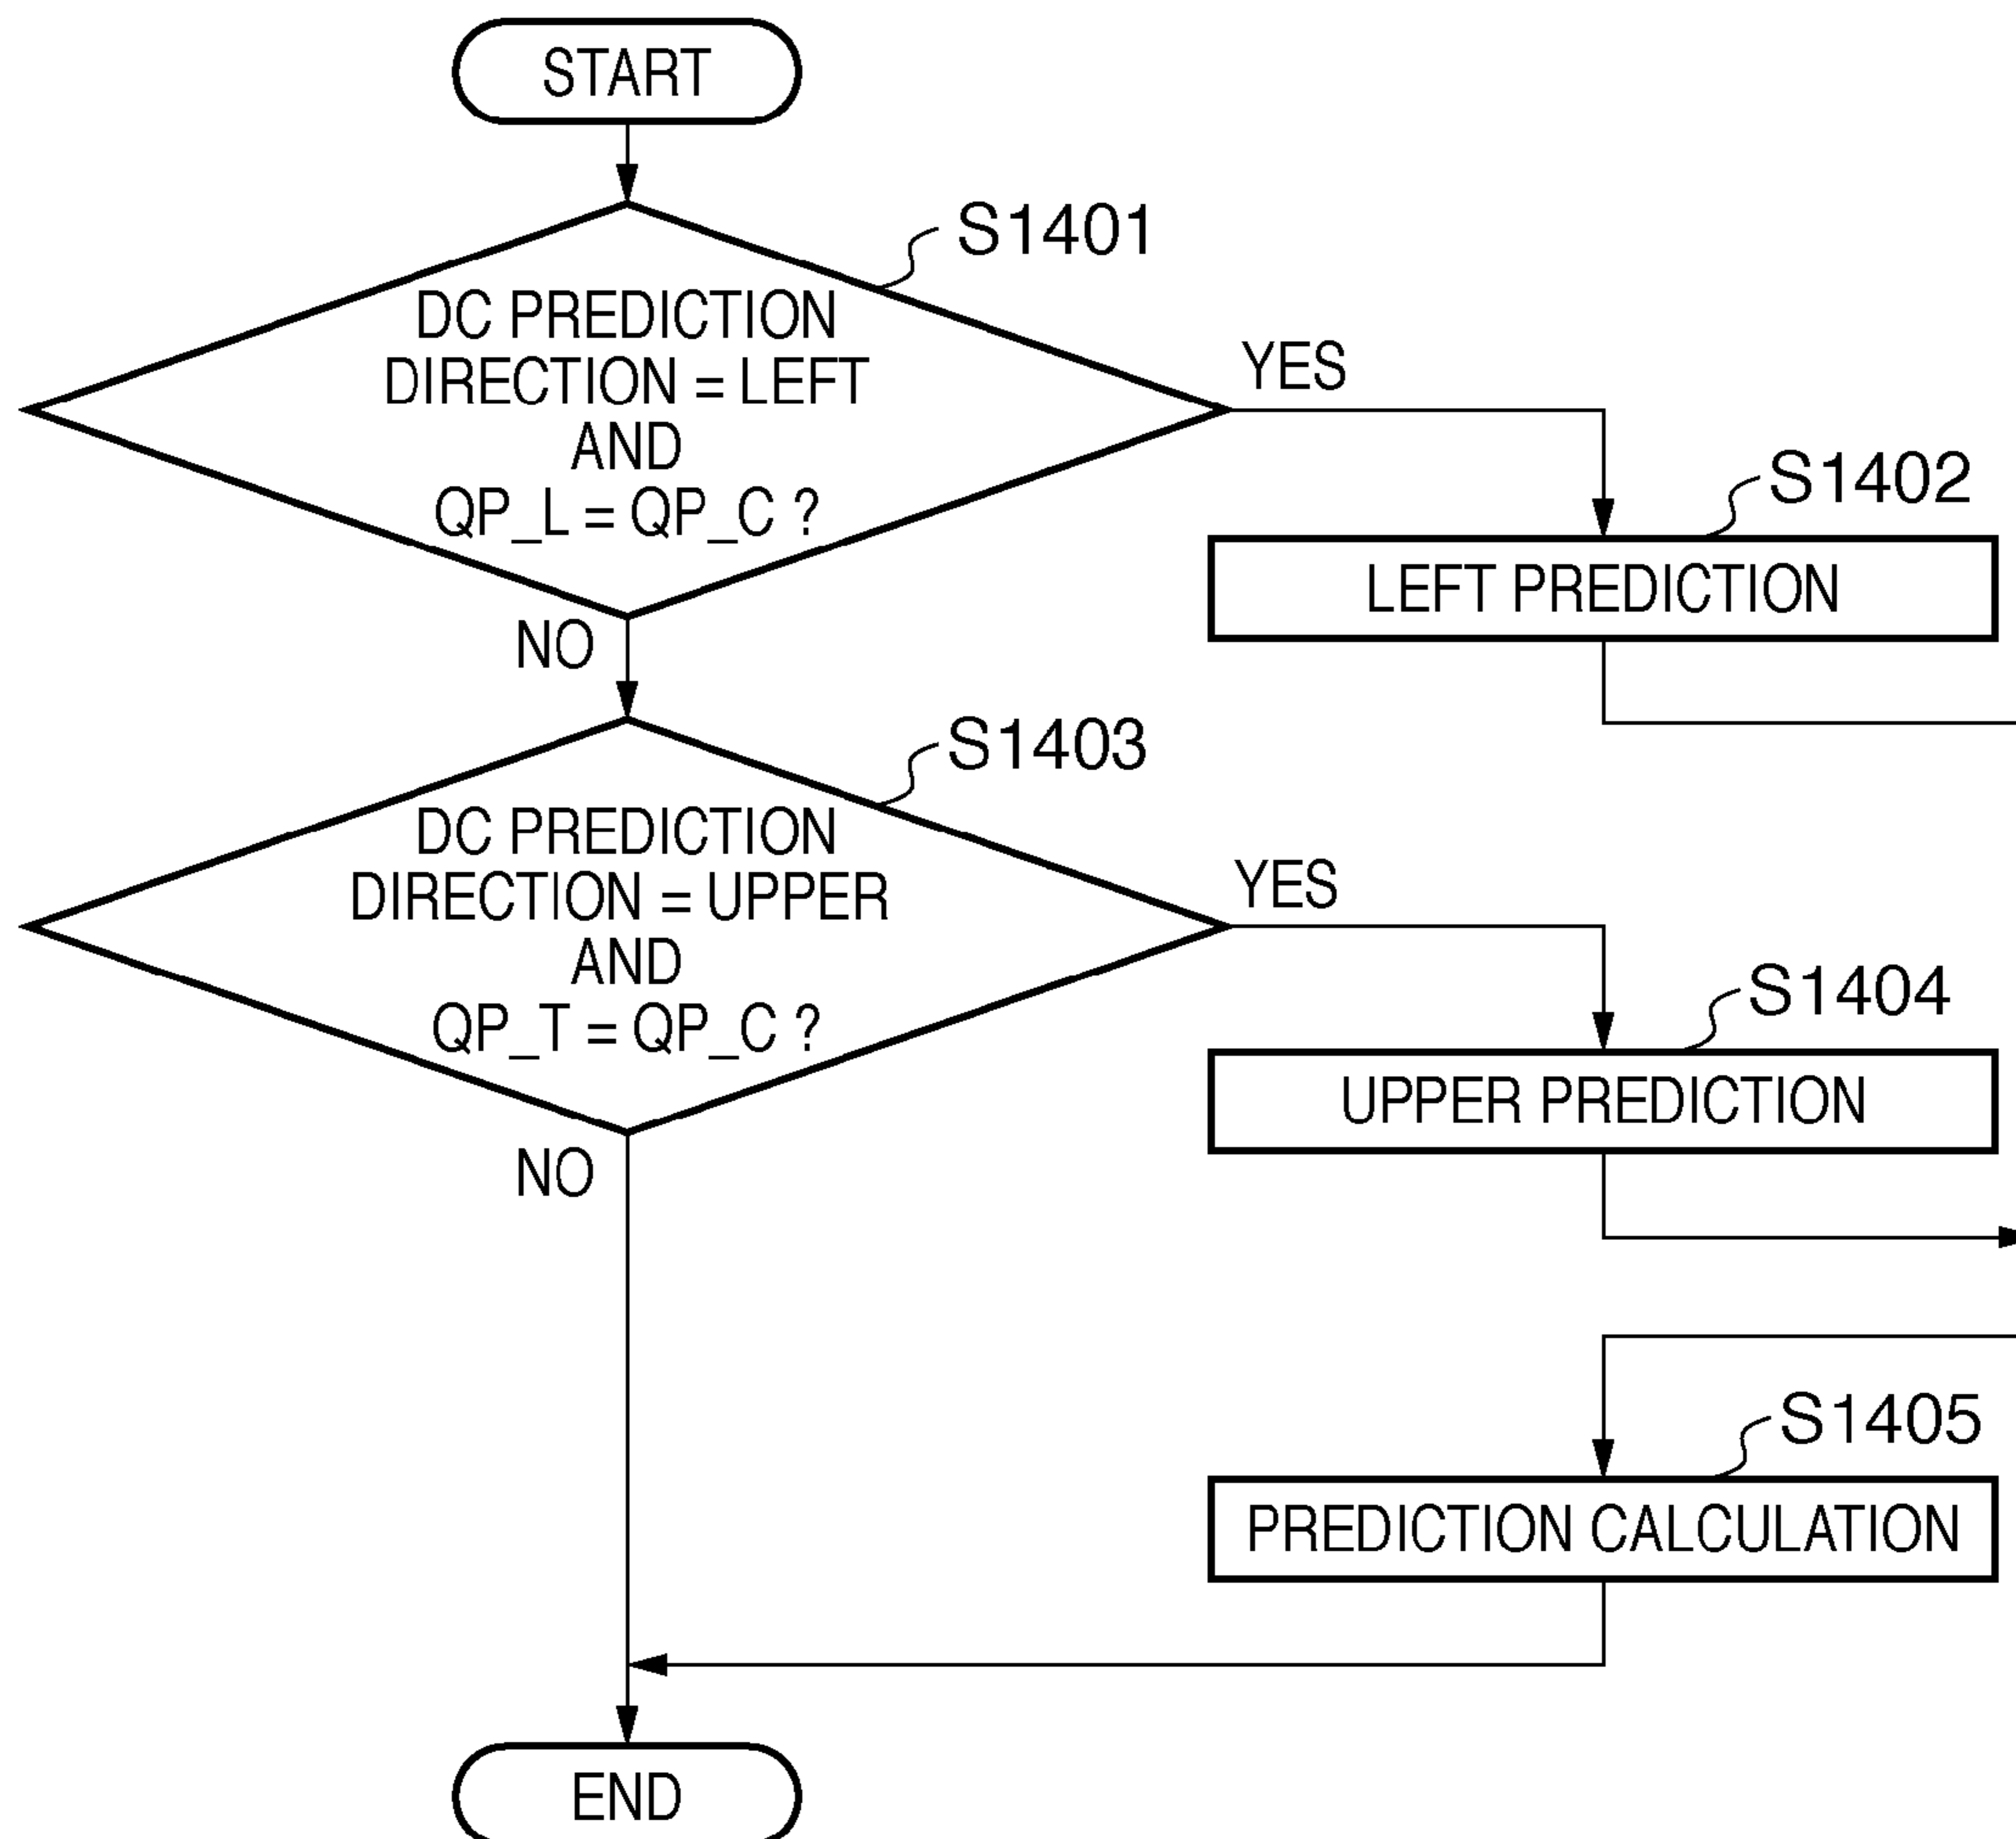 START
S1401
DC PREDICTION
DIRECTION = LEFT
AND
QP_L = QP_C ?
YES
S1402
LEFT PREDICTION
NO
S1403
DC PREDICTION
DIRECTION = UPPER
AND
QP_T = QP_C ?
YES
S1404
UPPER PREDICTION
NO
S1405
PREDICTION CALCULATION
END